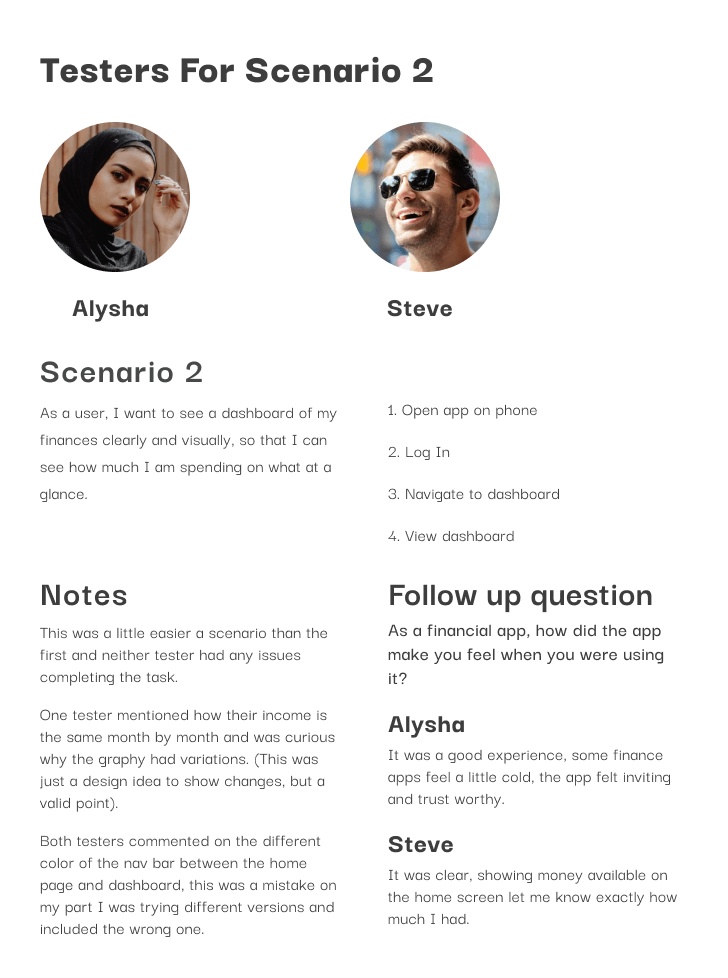 Testers For Scenario 2
Alysha
Steve
Scenario 2
As a user, I want to see a dashboard of my
finances clearly and visually, so that I can
see how much I am spending on what at a
glance.
1. Open app on phone
2. Log In
3. Navigate to dashboard
4. View dashboard
Notes
This was a little easier a scenario than the
first and neither tester had any issues
completing the task.
One tester mentioned how their income is
the same month by month and was curious
why the graphy had variations. (This was
just a design idea to show changes, but a
valid point).
Both testers commented on the different
color of the nav bar between the home
page and dashboard, this was a mistake on
my part I was trying different versions and
included the wrong one.
Follow up question
As a financial app, how did the app
make you feel when you were using
it?
Alysha
It was a good experience, some finance
apps feel a little cold, the app felt inviting
and trust worthy.
Steve
It was clear, showing money available on
the home screen let me know exactly how
much I had.